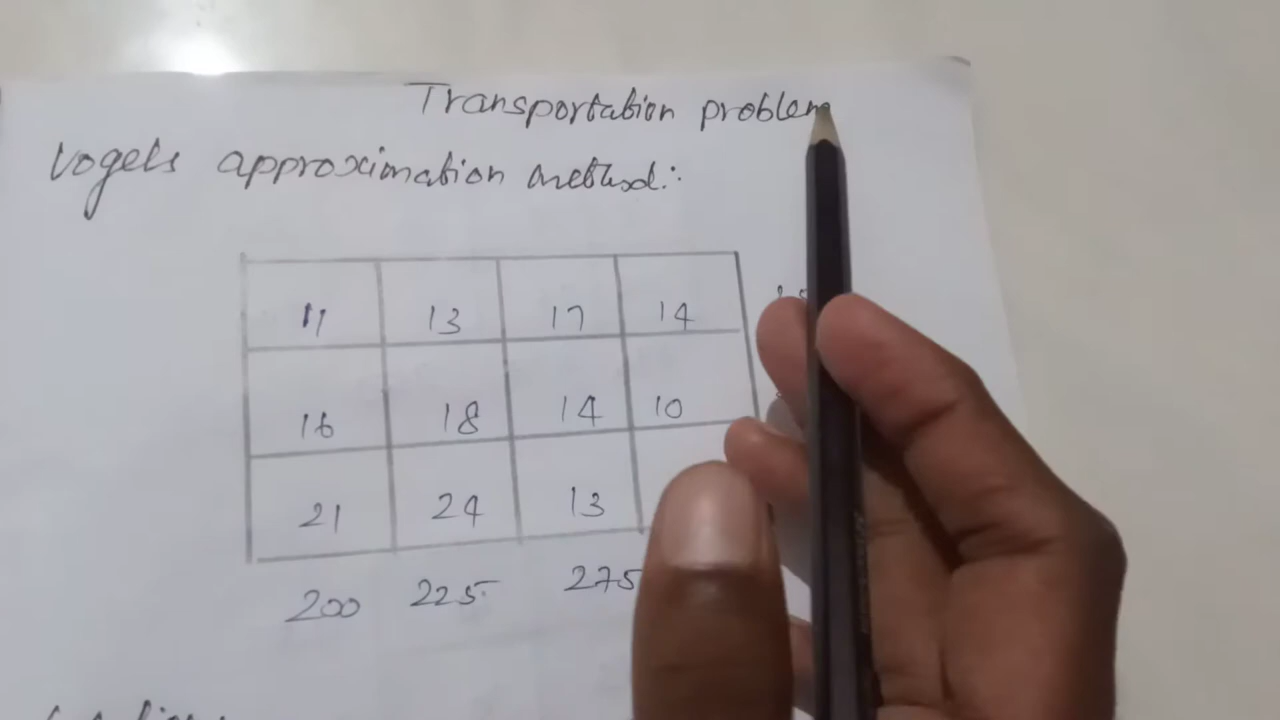 Transportation problem
Vogels approximation method:
11 13 17 14
16 18 14 10
21 24 13
200 225 275